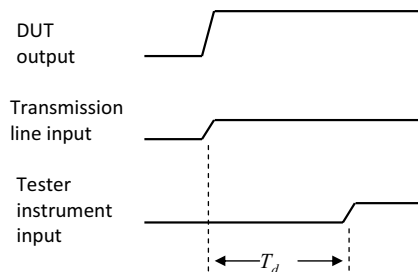 DUT
output
Transmission
line input
Tester
instrument
input
T_d